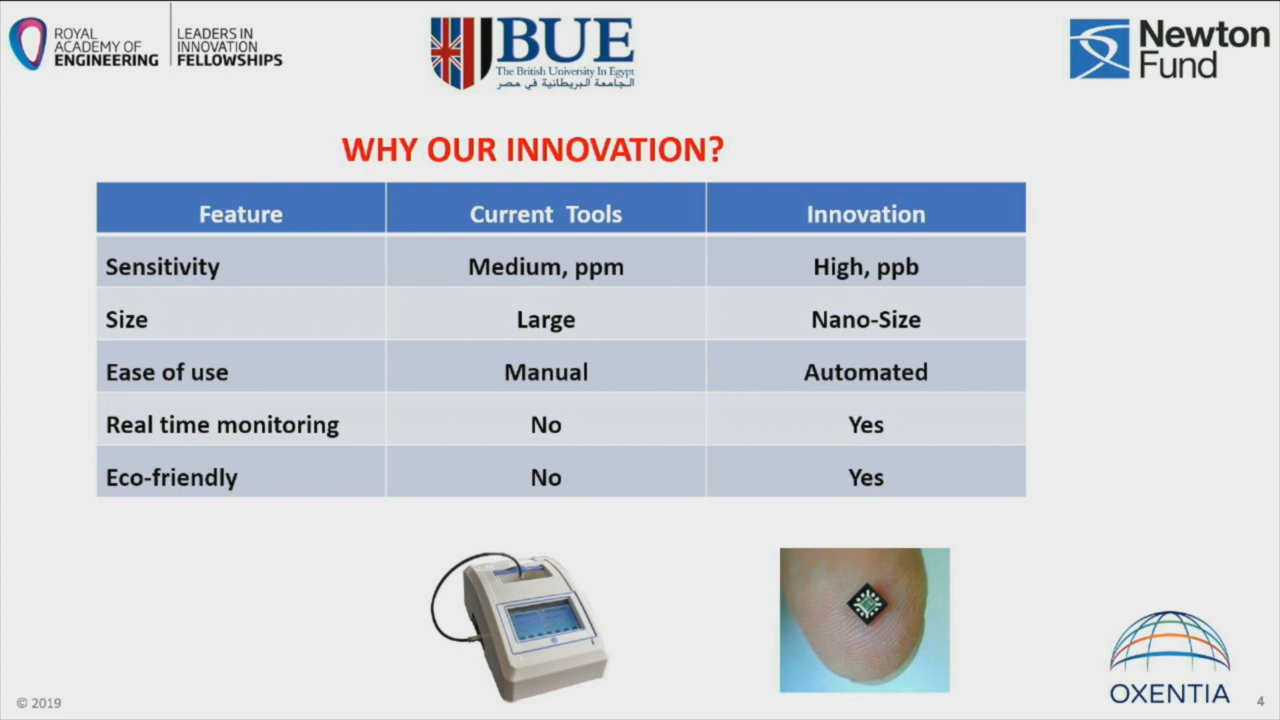 ROYAL
ACADEMY OF
ENGINEERING
LEADERS IN
INNOVATION
FELLOWSHIPS
BUE
The British University In Egypt
الجامعة البريطانية في مصر
Newton
Fund
WHY OUR INNOVATION?
Feature Current Tools Innovation
Sensitivity Medium, ppm High, ppb
Size Large Nano-Size
Ease of use Manual Automated
Real time monitoring No Yes
Eco-friendly No Yes
OXENTIA
© 2019
4